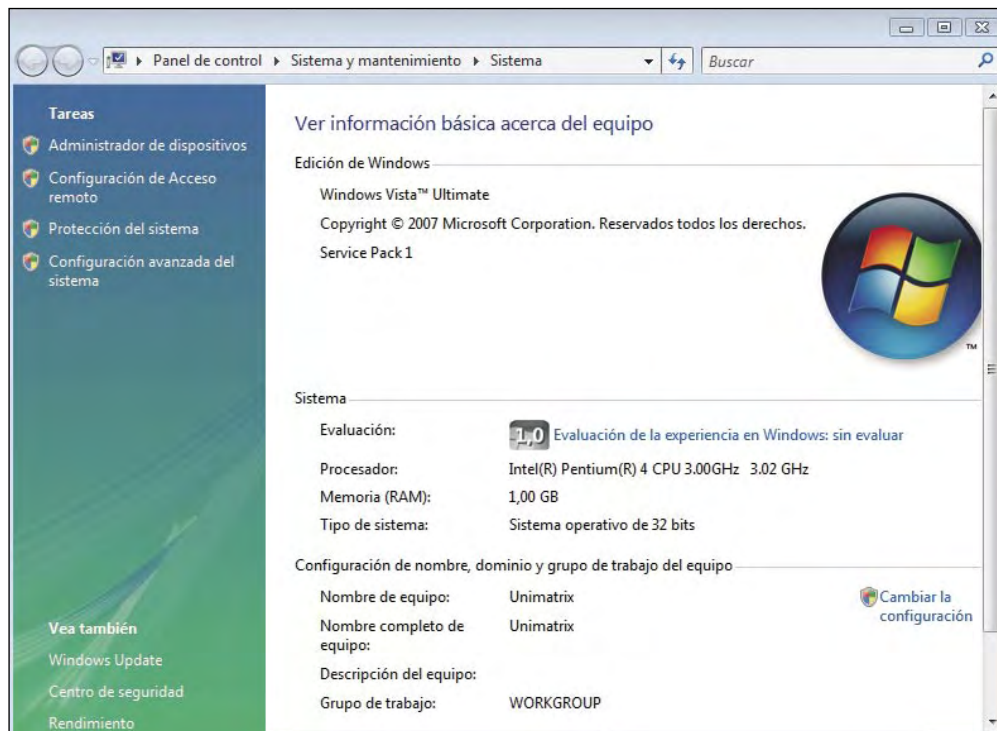 Panel de control
Sistema y mantenimiento
Sistema
Buscar
Tareas
Administrador de dispositivos
Configuración de Acceso
remoto
Protección del sistema
Configuración avanzada del
sistema
Vea también
Windows Update
Centro de seguridad
Rendimiento
Ver información básica acerca del equipo
Edición de Windows
Windows Vista™ Ultimate
Copyright © 2007 Microsoft Corporation. Reservados todos los derechos.
Service Pack 1
TM
Sistema
Evaluación:
1,0 Evaluación de la experiencia en Windows: sin evaluar
Procesador: Intel(R) Pentium(R) 4 CPU 3.00GHz 3.02 GHz
Memoria (RAM): 1,00 GB
Tipo de sistema: Sistema operativo de 32 bits
Configuración de nombre, dominio y grupo de trabajo del equipo
Nombre de equipo: Unimatrix
Cambiar la
configuración
Nombre completo de
equipo:
Unimatrix
Descripción del equipo:
Grupo de trabajo: WORKGROUP